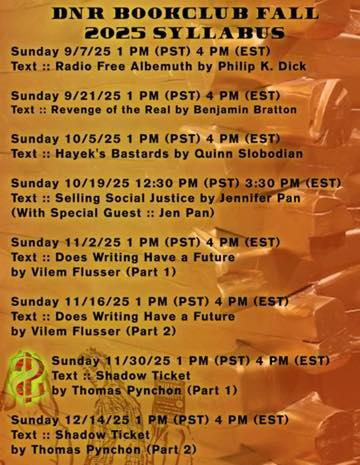 DNR BOOKCLUB FALL
2025 SYLLABUS
Sunday 9/7/25 1 PM (PST) 4 PM (EST)
Text :: Radio Free Albemuth by Philip K. Dick
Sunday 9/21/25 1 PM (PST) 4 PM (EST)
Text :: Revenge of the Real by Benjamin Bratton
Sunday 10/5/25 1 PM (PST) 4 PM (EST)
Text :: Hayek's Bastards by Quinn Slobodian
Sunday 10/19/25 12:30 PM (PST) 3:30 PM (EST)
Text :: Selling Social Justice by Jennifer Pan
(With Special Guest :: Jen Pan)
Sunday 11/2/25 1 PM (PST) 4 PM (EST)
Text :: Does Writing Have a Future
by Vilem Flusser (Part 1)
Sunday 11/16/25 1 PM (PST) 4 PM (EST)
Text :: Does Writing Have a Future
by Vilem Flusser (Part 2)
Sunday 11/30/25 1 PM (PST) 4 PM (EST)
Text :: Shadow Ticket
by Thomas Pynchon (Part 1)
Sunday 12/14/25 1 PM (PST) 4 PM (EST)
Text :: Shadow Ticket
by Thomas Pynchon (Part 2)